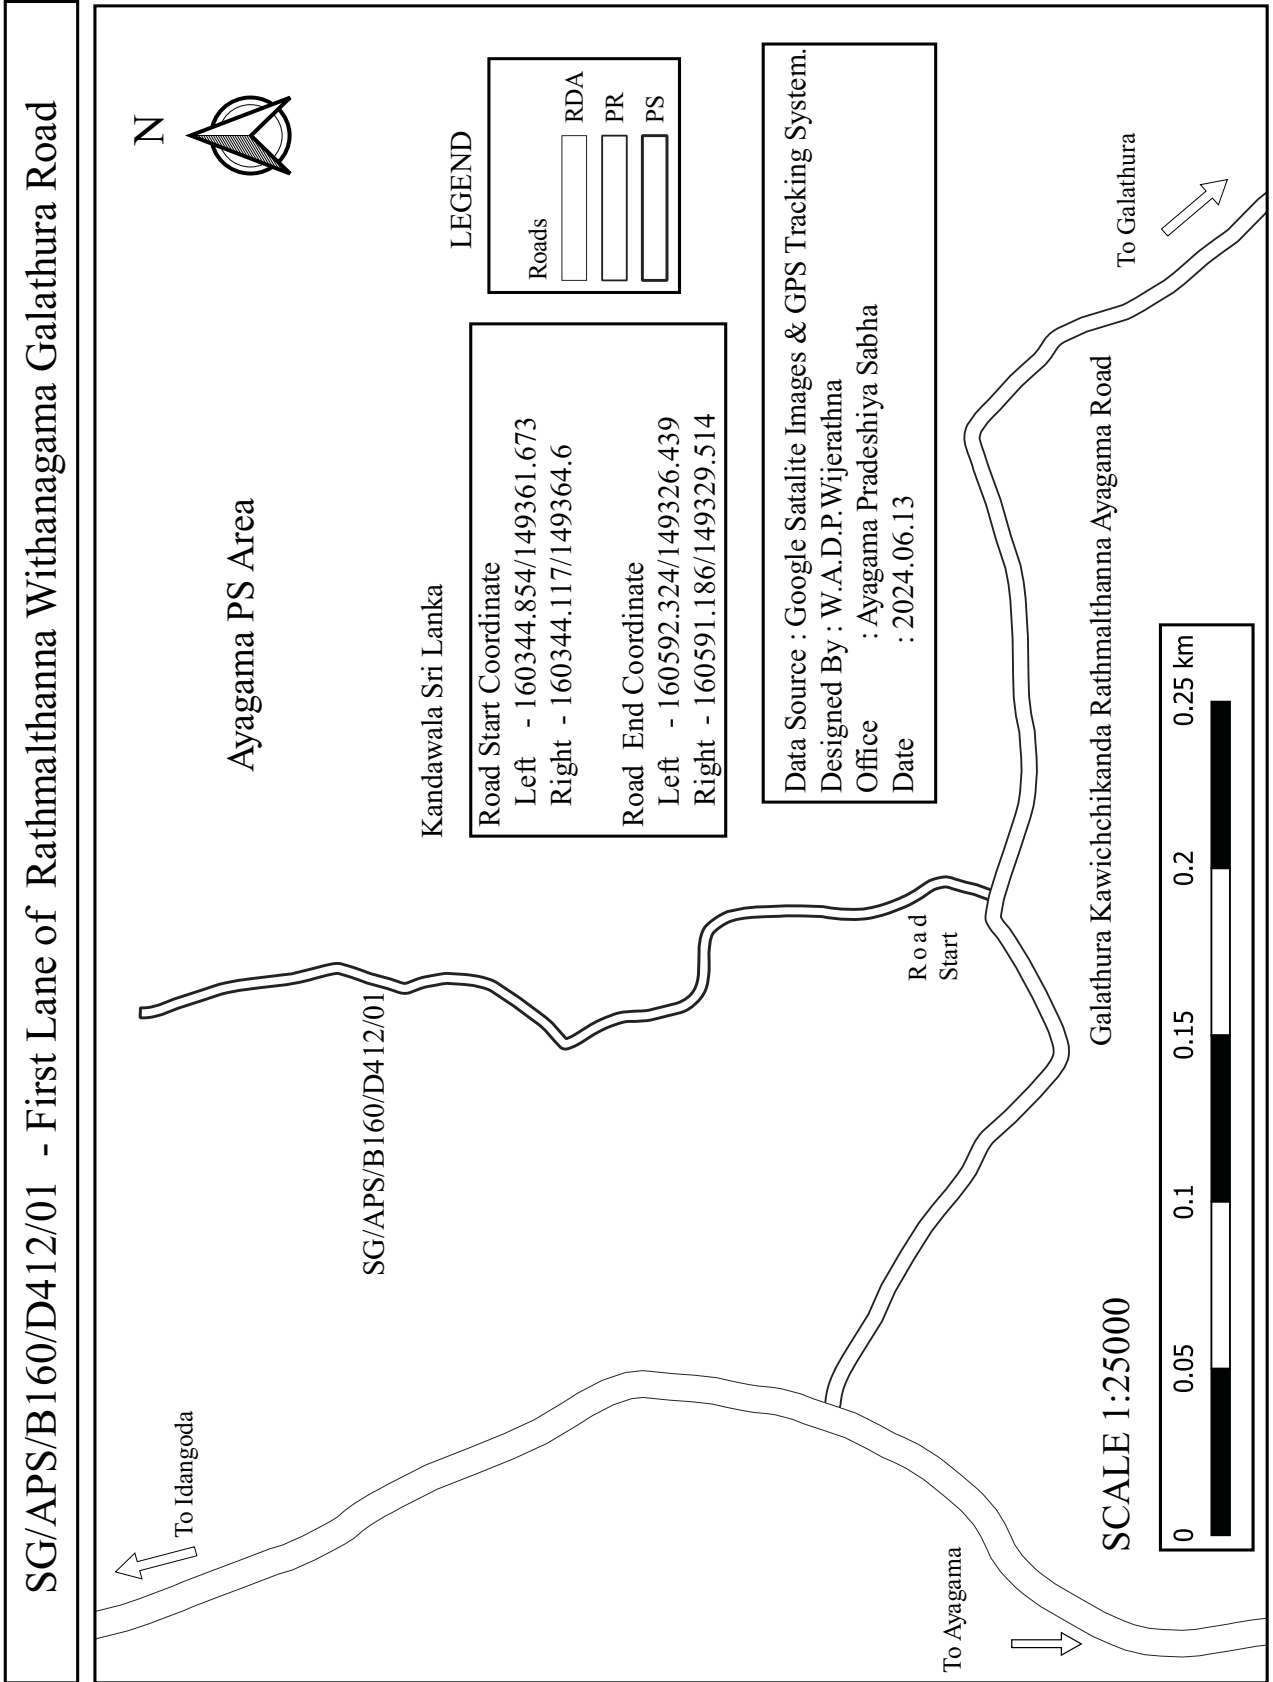 SG/APS/B160/D412/01 - First Lane of Rathmalthanna Withanagama Galathura Road
N
Ayagama PS Area
To Idangoda
SG/APS/B160/D412/01
Kandawala Sri Lanka
LEGEND
Roads
RDA
PR
PS
Road Start Coordinate
Left - 160344.854/149361.673
Right - 160344.117/149364.6
Road End Coordinate
Left - 160592.324/149326.439
Right - 160591.186/149329.514
Data Source : Google Satalite Images & GPS Tracking System.
Designed By : W.A.D.P.Wijerathna
Office : Ayagama Pradeshiya Sabha
Date : 2024.06.13
Road
Start
To Ayagama
To Galathura
Galathura Kawichchikanda Rathmalthanna Ayagama Road
SCALE 1:25000
0 0.05 0.1 0.15 0.2 0.25 km